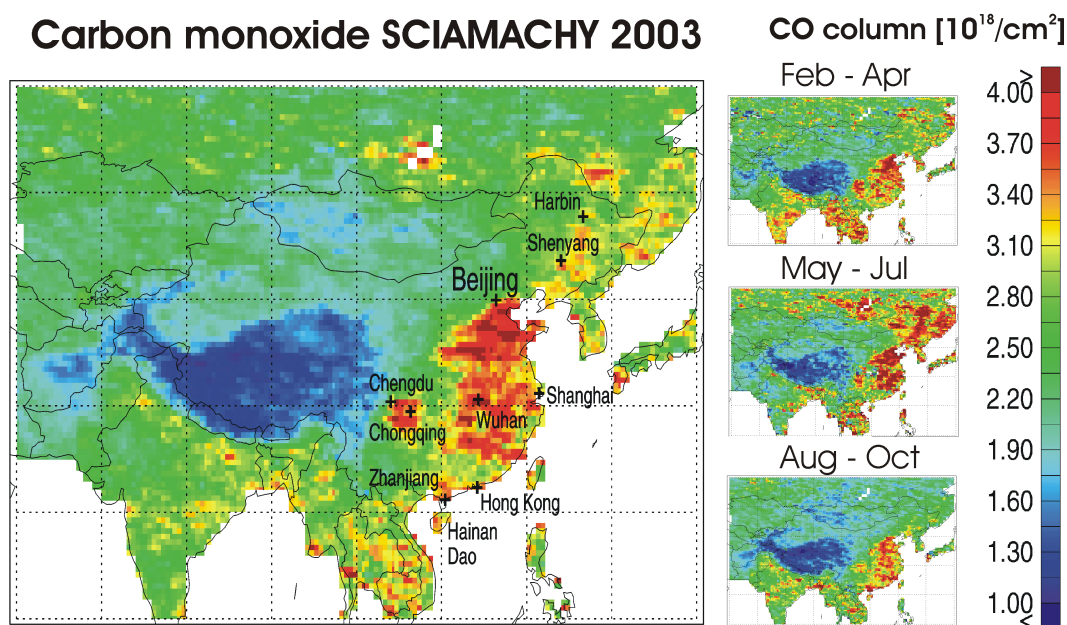 Carbon monoxide SCIAMACHY 2003
CO column [10¹⁸/cm²]
Feb - Apr
May - Jul
Aug - Oct
Harbin
Shenyang
Beijing
Chengdu
Chongqing
Shanghai
Wuhan
Zhanjiang
Hong Kong
Hainan
Dao
>
4.00
3.70
3.40
3.10
2.80
2.50
2.20
1.90
1.60
1.30
1.00
<